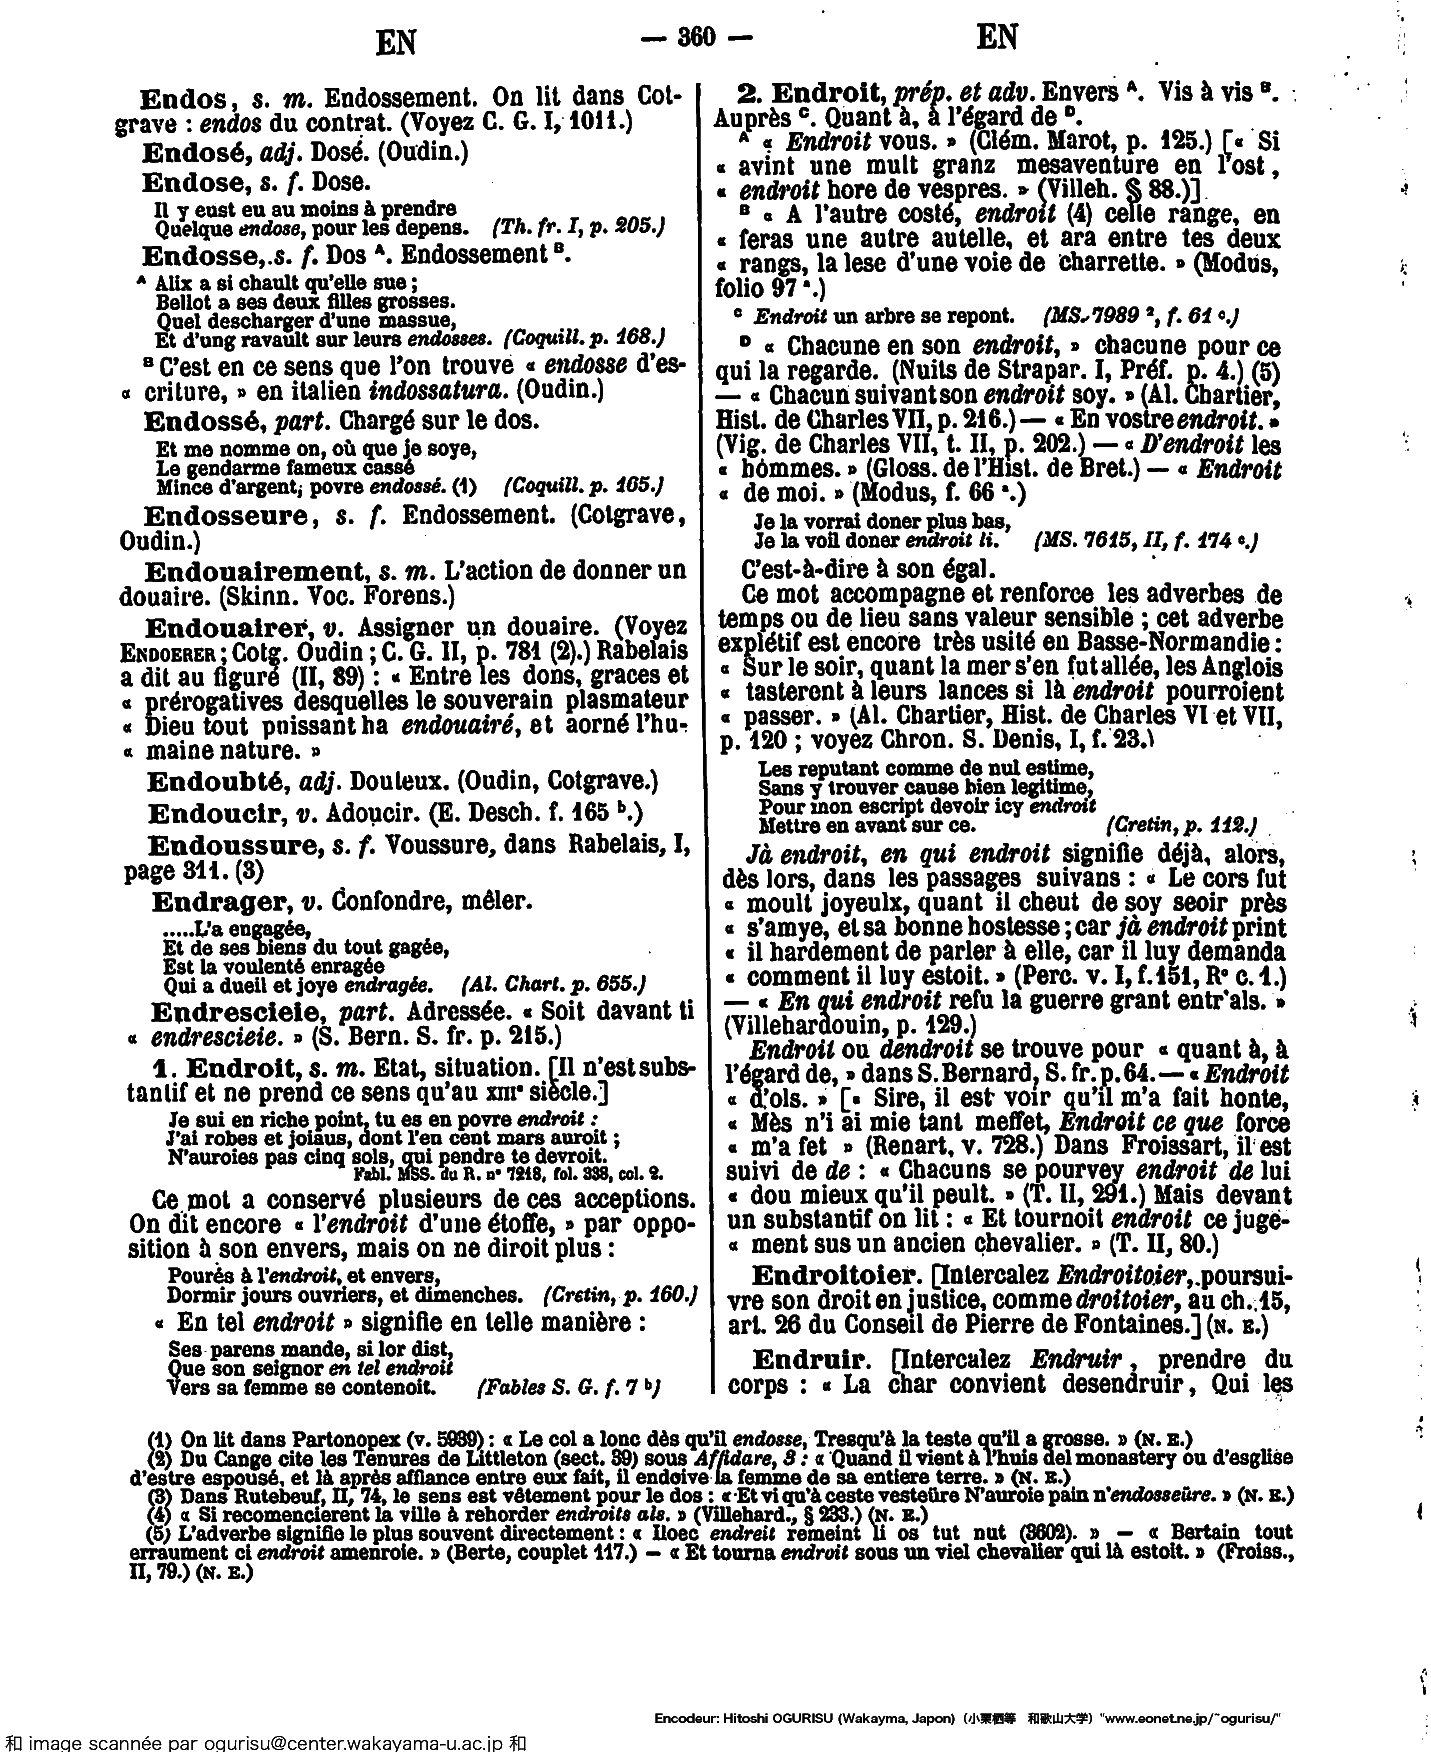 EN
— 360 —
EN
Endos, s. m. Endossement. On lit dans Cot-
grave : endos du contrat. (Voyez C. G. I, 1011.)
Endosé, adj. Dosé. (Oudin.)
Endose, s. f. Dose.
Il y eust eu au moins à prendre
Quelque endose, pour les depens. (Th. fr. I, p. 205.)
Endosse, s. f. Dos A. Endossement B.
A Alix a si chault qu'elle sue ;
Bellot a ses deux filles grosses.
Quel descharger d'une massue,
Et d'ung ravault sur leurs endosses. (Coquill. p. 168.)
B C'est en ce sens que l'on trouve « endosse d'es-
« criture, » en italien indossatura. (Oudin.)
Endossé, part. Chargé sur le dos.
Et me nomme on, où que je soye,
Le gendarme fameux cassé
Mince d'argent; povre endossé. (1) (Coquill. p. 165.)
Endosseure, s. f. Endossement. (Cotgrave,
Oudin.)
Endouairement, s. m. L'action de donner un
douaire. (Skinn. Voc. Forens.)
Endouairer, v. Assigner un douaire. (Voyez
ENDOERER ; Cotg. Oudin ; C. G. II, p. 781 (2).) Rabelais
a dit au figuré (II, 89) : « Entre les dons, graces et
« prérogatives desquelles le souverain plasmateur
« Dieu tout puissant ha endouairé, et aorné l'hu-
« maine nature. »
Endoubté, adj. Douteux. (Oudin, Cotgrave.)
Endoucir, v. Adoucir. (E. Desch. f. 165 b.)
Endoussure, s. f. Voussure, dans Rabelais, I,
page 311. (3)
Endrager, v. Confondre, mêler.
.....L'a engagée,
Et de ses biens du tout gagée,
Est la voulenté enragée
Qui a dueil et joye endragée. (Al. Chart. p. 655.)
Endrescieie, part. Adressée. « Soit davant ti
« endrescieie. » (S. Bern. S. fr. p. 215.)
1. Endroit, s. m. Etat, situation. [Il n'est subs-
tantif et ne prend ce sens qu'au XIIIe siècle.]
Je sui en riche point, tu es en povre endroit :
J'ai robes et joiaus, dont l'en cent mars auroit ;
N'auroies pas cinq sols, qui pendre te devroit.
Fabl. MSS. du R. n° 7218, fol. 338, col. 2.
Ce mot a conservé plusieurs de ces acceptions.
On dit encore « l'endroit d'une étoffe, » par oppo-
sition à son envers, mais on ne diroit plus :
Pourés à l'endroit, et envers,
Dormir jours ouvriers, et dimenches. (Cretin, p. 160.)
« En tel endroit » signifie en telle manière :
Ses parens mande, si lor dist,
Que son seignor en tel endroit
Vers sa femme se contenoit. (Fables S. G. f. 7 b)
2. Endroit, prép. et adv. Envers A. Vis à vis B.
Auprès C. Quant à, à l'égard de D.
A « Endroit vous. » (Clém. Marot, p. 125.) [« Si
« avint une mult granz mesaventure en l'ost,
« endroit hore de vespres. » (Villeh. § 88.)]
B « A l'autre costé, endroit (4) celle range, en
« feras une autre autelle, et ara entre tes deux
« rangs, la lese d'une voie de charrette. » (Modus,
folio 97 a.)
C Endroit un arbre se repont. (MS. 7989 2, f. 61 c.)
D « Chacune en son endroit, » chacune pour ce
qui la regarde. (Nuits de Strapar. I, Préf. p. 4.) (5)
— « Chacun suivant son endroit soy. » (Al. Chartier,
Hist. de Charles VII, p. 216.) — « En vostre endroit. »
(Vig. de Charles VII, t. II, p. 202.) — « D'endroit les
« hommes. » (Gloss. de l'Hist. de Bret.) — « Endroit
« de moi. » (Modus, f. 66 a.)
Je la vorrai doner plus bas,
Je la voil doner endroit li. (MS. 7615, II, f. 174 c.)
C'est-à-dire à son égal.
Ce mot accompagne et renforce les adverbes de
temps ou de lieu sans valeur sensible ; cet adverbe
explétif est encore très usité en Basse-Normandie :
« Sur le soir, quant la mer s'en fut allée, les Anglois
« tasteront à leurs lances si là endroit pourroient
« passer. » (Al. Chartier, Hist. de Charles VI et VII,
p. 120 ; voyez Chron. S. Denis, I, f. 23.)
Les reputant comme de nul estime,
Sans y trouver cause bien legitime,
Pour mon escript devoir icy endroit
Mettre en avant sur ce. (Cretin, p. 112.)
Jà endroit, en qui endroit signifie déjà, alors,
dès lors, dans les passages suivans : « Le cors fut
« moult joyeulx, quant il cheut de soy seoir près
« s'amye, et sa bonne hostesse ; car jà endroit print
« il hardement de parler à elle, car il luy demanda
« comment il luy estoit. » (Perc. v. I, f. 151, R° c. 1.)
— « En qui endroit refu la guerre grant entr'als. »
(Villehardouin, p. 129.)
Endroit ou dendroit se trouve pour « quant à, à
l'égard de, » dans S. Bernard, S. fr. p. 64. — « Endroit
« d'ols. » [« Sire, il est voir qu'il m'a fait honte,
« Mès n'i ai mie tant meffet, Endroit ce que force
« m'a fet » (Renart, v. 728.) Dans Froissart, il est
suivi de de : « Chacuns se pourvey endroit de lui
« dou mieux qu'il peult. » (T. II, 291.) Mais devant
un substantif on lit : « Et tournoit endroit ce juge-
« ment sus un ancien chevalier. » (T. II, 80.)
Endroitoier. [Intercalez Endroitoier, poursui-
vre son droit en justice, comme droitoier, au ch. 15,
art. 26 du Conseil de Pierre de Fontaines.] (N. E.)
Endruir. [Intercalez Endruir, prendre du
corps : « La char convient desendruir, Qui les
(1) On lit dans Partonopex (v. 5939) : « Le col a lonc dès qu'il endosse, Tresqu'à la teste qu'il a grosse. » (N. E.)
(2) Du Cange cite les Tenures de Littleton (sect. 39) sous Affidare, 3 : « Quand il vient à l'huis del monastery ou d'esglise
d'estre espousé, et là après affiance entre eux fait, il endoive la femme de sa entiere terre. » (N. E.)
(3) Dans Rutebeuf, II, 74, le sens est vêtement pour le dos : « Et vi qu'à ceste vesteüre N'auroie pain n'endosseüre. » (N. E.)
(4) « Si recomencierent la ville à rehorder endroits als. » (Villehard., § 233.) (N. E.)
(5) L'adverbe signifie le plus souvent directement : « Iloec endreit remeint li os tut nut (3602). » — « Bertain tout
erraument ci endroit amenroie. » (Berte, couplet 117.) — « Et tourna endroit sous un viel chevalier qui là estoit. » (Froiss.,
II, 79.) (N. E.)
Encodeur: Hitoshi OGURISU (Wakayma, Japon) (小栗栖等 和歌山大学) "www.eonet.ne.jp/~ogurisu/"
和 image scannée par ogurisu@center.wakayama-u.ac.jp 和